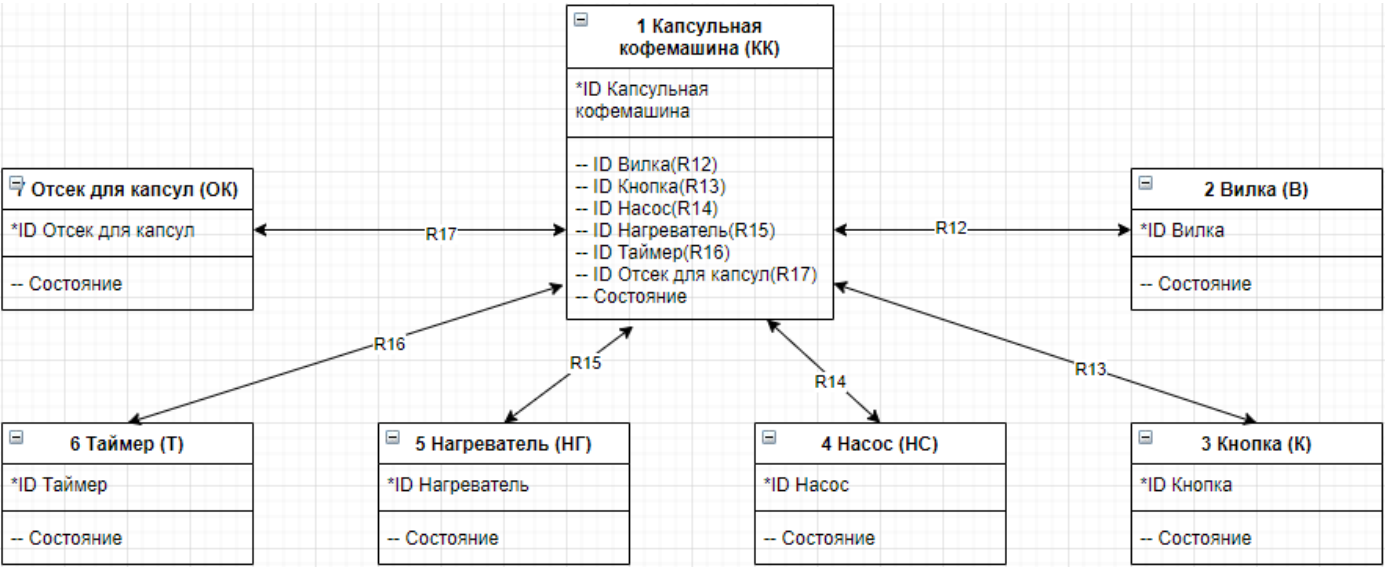 1 Капсульная
кофемашина (КК)
*ID Капсульная
кофемашина
-- ID Вилка(R12)
-- ID Кнопка(R13)
-- ID Насос(R14)
-- ID Нагреватель(R15)
-- ID Таймер(R16)
-- ID Отсек для капсул(R17)
-- Состояние
7 Отсек для капсул (ОК)
*ID Отсек для капсул
-- Состояние
R17
R12
2 Вилка (В)
*ID Вилка
-- Состояние
R16
R15
R14
R13
6 Таймер (Т)
*ID Таймер
-- Состояние
5 Нагреватель (НГ)
*ID Нагреватель
-- Состояние
4 Насос (НС)
*ID Насос
-- Состояние
3 Кнопка (К)
*ID Кнопка
-- Состояние